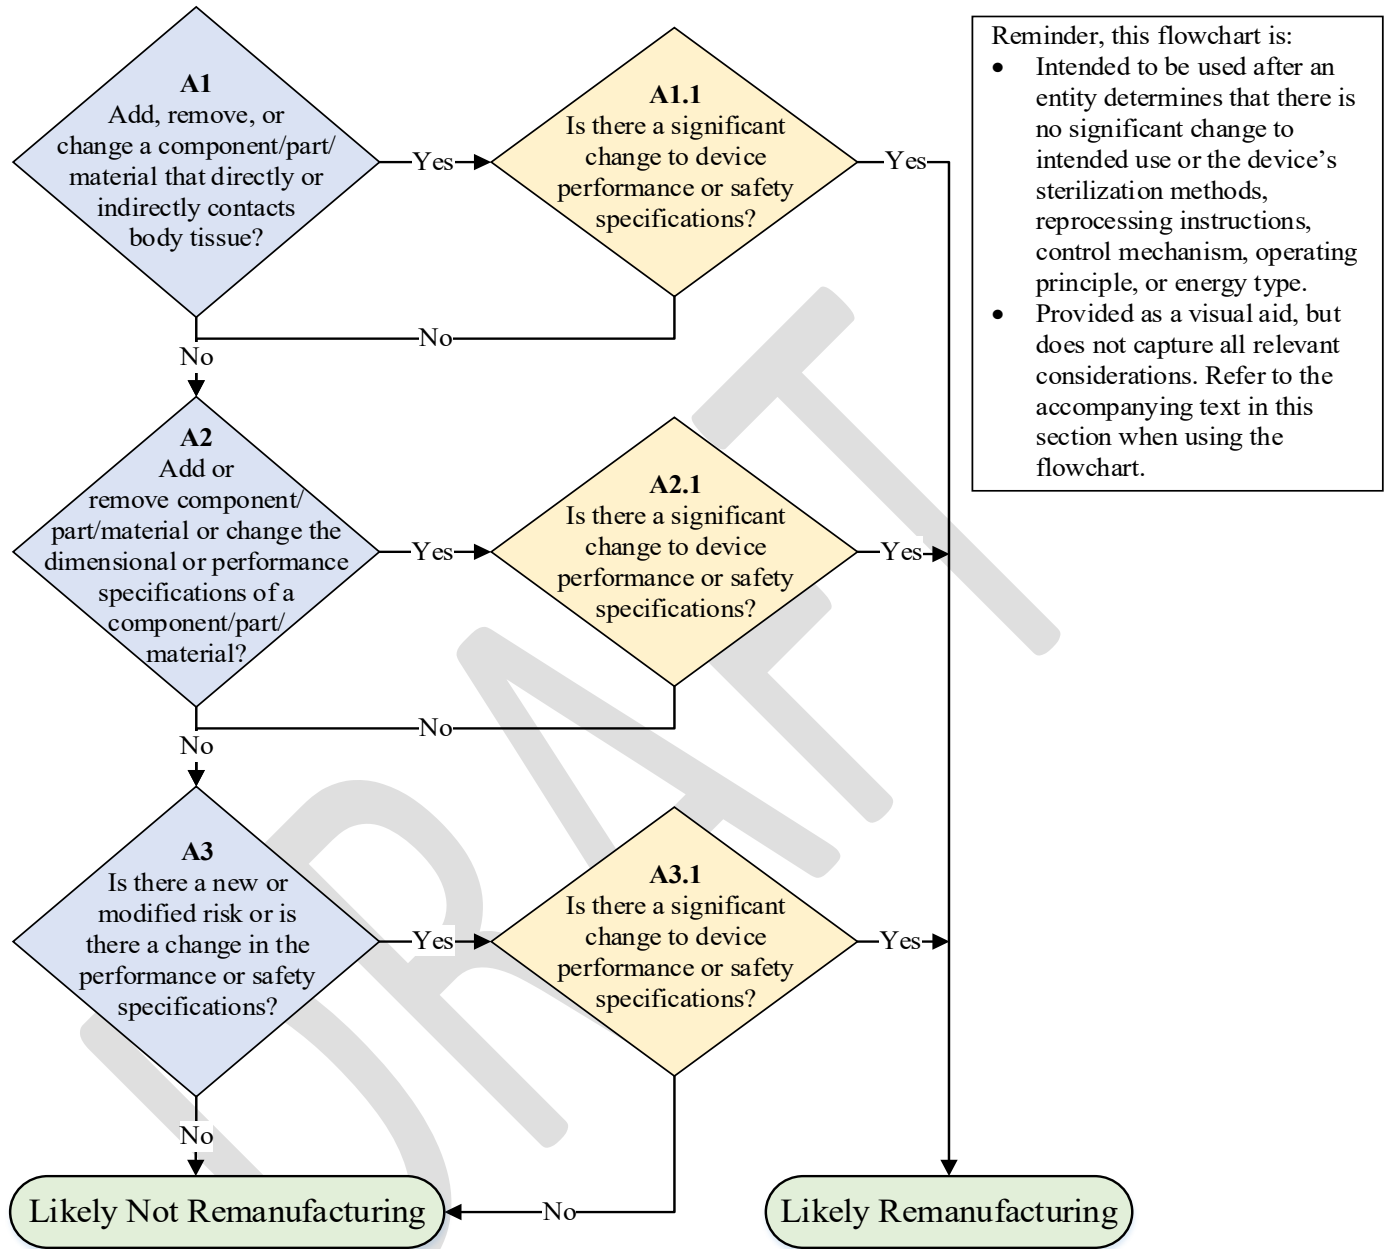 A1
Add, remove, or
change a component/part/
material that directly or
indirectly contacts
body tissue?
Yes
A1.1
Is there a significant
change to device
performance or safety
specifications?
Yes
Reminder, this flowchart is:
• Intended to be used after an
entity determines that there is
no significant change to
intended use or the device’s
sterilization methods,
reprocessing instructions,
control mechanism, operating
principle, or energy type.
• Provided as a visual aid, but
does not capture all relevant
considerations. Refer to the
accompanying text in this
section when using the
flowchart.
No
No
A2
Add or
remove component/
part/material or change the
dimensional or performance
specifications of a
component/part/
material?
Yes
A2.1
Is there a significant
change to device
performance or safety
specifications?
Yes
No
No
A3
Is there a new or
modified risk or is
there a change in the
performance or safety
specifications?
Yes
A3.1
Is there a significant
change to device
performance or safety
specifications?
Yes
No
Likely Not Remanufacturing
No
Likely Remanufacturing
DRAFT